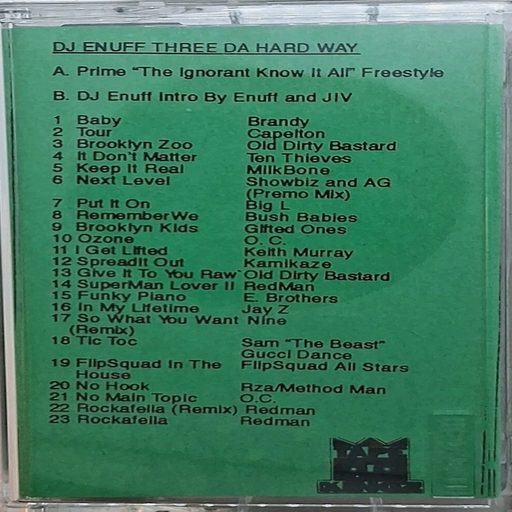 DJ ENUFF THREE DA HARD WAY
A. Prime "The Ignorant Know It All" Freestyle
B. DJ Enuff Intro By Enuff and JIV
1 Baby Brandy
2 Tour Capelton
3 Brooklyn Zoo Old Dirty Bastard
4 It Don't Matter Ten Thieves
5 Keep It Real MilkBone
6 Next Level Showbiz and AG
(Premo Mix)
7 Put It On Big L
8 RememberWe Bush Babies
9 Brooklyn Kids Gifted Ones
10 Ozone O. C.
11 I Get Lifted Keith Murray
12 Spreadit Out Kamikaze
13 Give It To You Raw Old Dirty Bastard
14 SuperMan Lover II RedMan
15 Funky Piano E. Brothers
16 In My Lifetime Jay Z
17 So What You Want Nine
(Remix)
18 Tic Toc Sam "The Beast"
Gucci Dance
19 FlipSquad In The FlipSquad All Stars
House
20 No Hook Rza/Method Man
21 No Main Topic O.C.
22 Rockafella (Remix) Redman
23 Rockafella Redman
TAPE
KINGZ